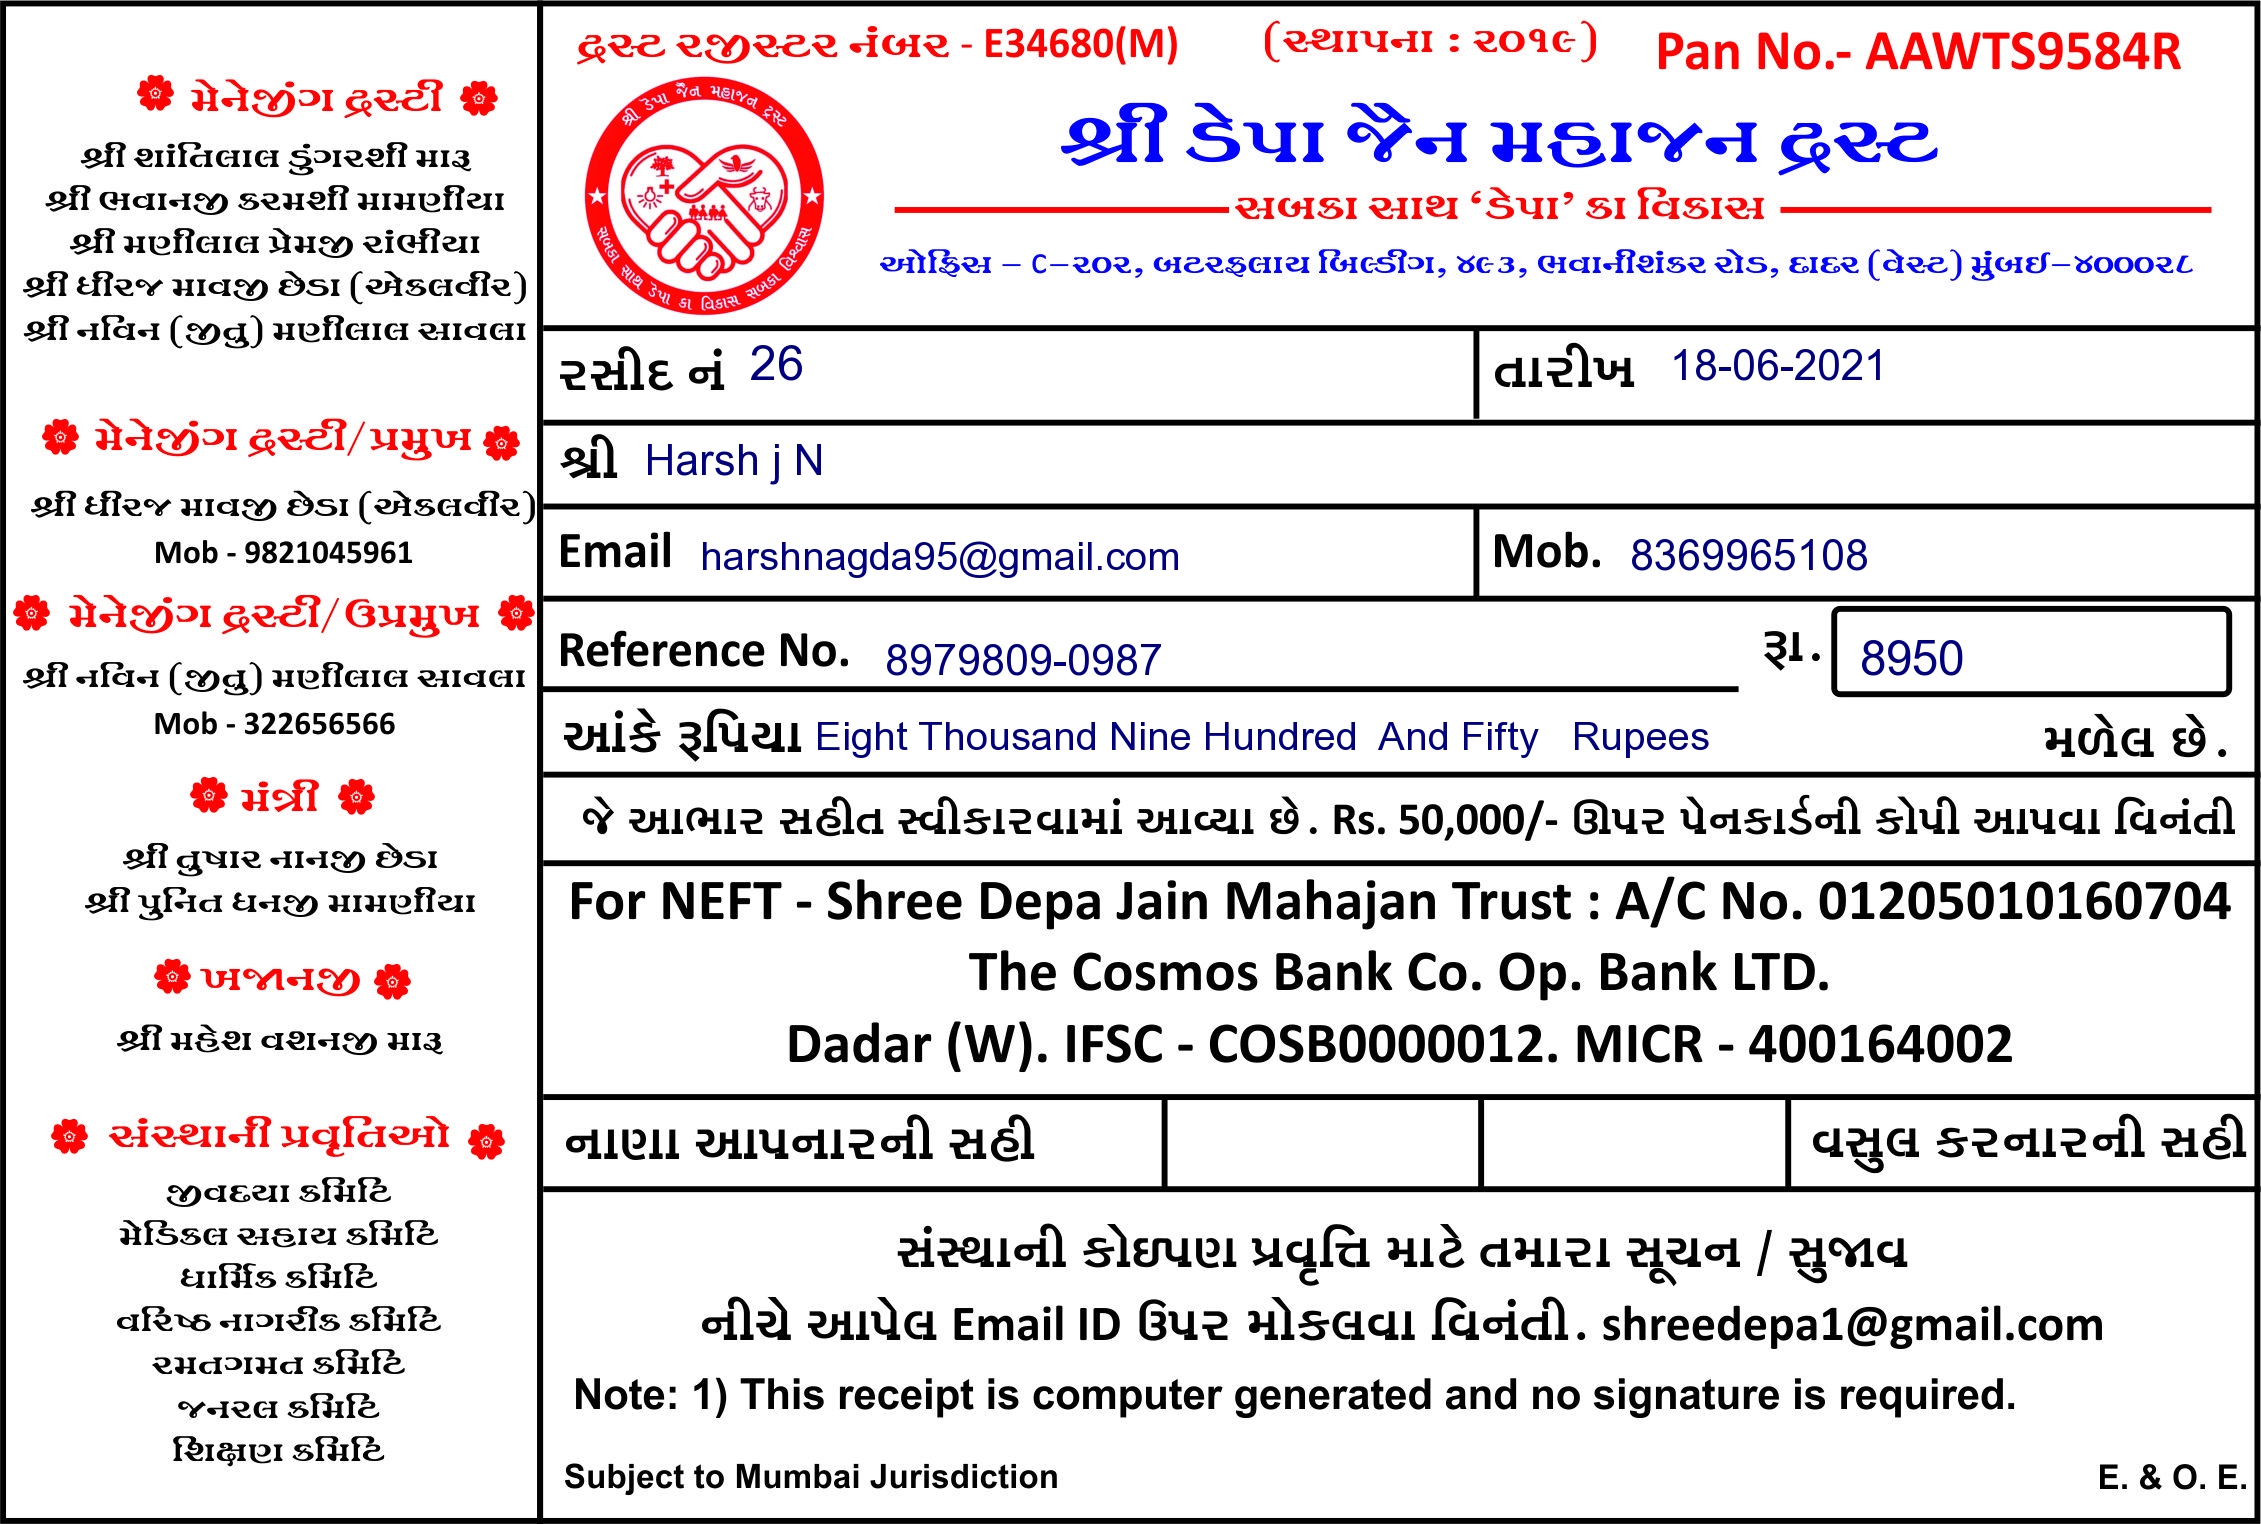 મેનેજીંગ ટ્રસ્ટી
શ્રી શાંતિલાલ ડુંગરશી મારૂ
શ્રી ભવાનજી કરમશી મામણીયા
શ્રી મણીલાલ પ્રેમજી રાંભીયા
શ્રી ધીરજ માવજી છેડા (એકલવીર)
શ્રી નવિન (જીતુ) મણીલાલ સાવલા
મેનેજીંગ ટ્રસ્ટી/પ્રમુખ
શ્રી ધીરજ માવજી છેડા (એકલવીર)
Mob - 9821045961
મેનેજીંગ ટ્રસ્ટી/ઉપ્રમુખ
શ્રી નવિન (જીતુ) મણીલાલ સાવલા
Mob - 322656566
મંત્રી
શ્રી તુષાર નાનજી છેડા
શ્રી પુનિત ધનજી મામણીયા
ખજાનજી
શ્રી મહેશ વશનજી મારૂ
સંસ્થાની પ્રવૃતિઓ
જીવદયા કમિટિ
મેડિકલ સહાય કમિટિ
ધાર્મિક કમિટિ
વરિષ્ઠ નાગરીક કમિટિ
રમતગમત કમિટિ
જનરલ કમિટિ
શિક્ષણ કમિટિ
ટ્રસ્ટ રજીસ્ટર નંબર - E34680(M) (સ્થાપના : ૨૦૧૯) Pan No.- AAWTS9584R
શ્રી ડેપા જૈન મહાજન ટ્રસ્ટ
સબકા સાથ ડેપા કા વિકાસ સબકા વિશ્વાસ
શ્રી ડેપા જૈન મહાજન ટ્રસ્ટ
સબકા સાથ ‘ડેપા’ કા વિકાસ
ઓફિસ – C–૨૦૨, બટરફલાય બિલ્ડીંગ, ૪૯૩, ભવાનીશંકર રોડ, દાદર (વેસ્ટ) મુંબઇ–૪૦૦૦૨૮
રસીદ નં 26 તારીખ 18-06-2021
શ્રી Harsh j N
Email harshnagda95@gmail.com Mob. 8369965108
Reference No. 8979809-0987 રૂા. 8950
આંકે રૂપિયા Eight Thousand Nine Hundred And Fifty Rupees મળેલ છે.
જે આભાર સહીત સ્વીકારવામાં આવ્યા છે. Rs. 50,000/- ઊપર પેનકાર્ડની કોપી આપવા વિનંતી
For NEFT - Shree Depa Jain Mahajan Trust : A/C No. 01205010160704
The Cosmos Bank Co. Op. Bank LTD.
Dadar (W). IFSC - COSB0000012. MICR - 400164002
નાણા આપનારની સહી વસુલ કરનારની સહી
સંસ્થાની કોઇપણ પ્રવૃત્તિ માટે તમારા સૂચન / સુજાવ
નીચે આપેલ Email ID ઉપર મોકલવા વિનંતી. shreedepa1@gmail.com
Note: 1) This receipt is computer generated and no signature is required.
Subject to Mumbai Jurisdiction E. & O. E.